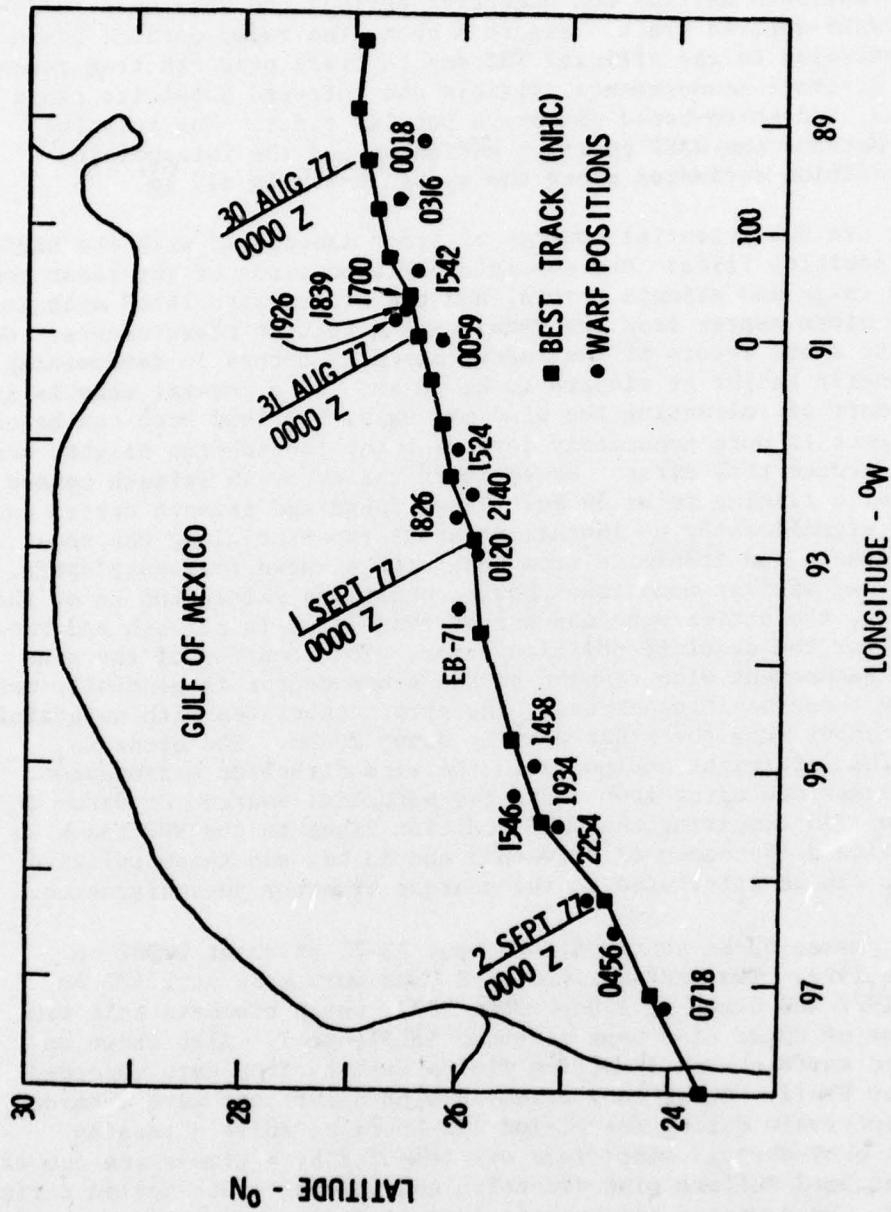 30
28
26
24
LATITUDE - °N
GULF OF MEXICO
30 AUG 77
0000 Z
31 AUG 77
0000 Z
1 SEPT 77
0000 Z
2 SEPT 77
0000 Z
0018
0316
1542
1700
1839
1926
0059
1524
2140
1826
0120
EB-71
1458
1934
1546
2254
0456
0718
BEST TRACK (NHC)
WARF POSITIONS
0
100
97
95
93
91
89
LONGITUDE - °W